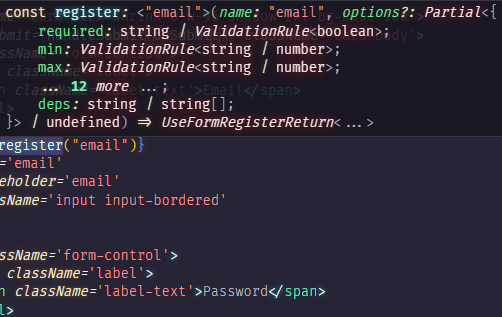 const register: <"email">(name: "email", options?: Partial<{
required: string | ValidationRule<boolean>;
min: ValidationRule<string | number>;
max: ValidationRule<string | number>;
... 12 more ...;
deps: string | string[];
}> | undefined) => UseFormRegisterReturn<...>
register("email")}
='email'
eholder='email'
sName='input input-bordered'
ssName='form-control'>
className='label'>
n className='label-text'>Password</span>
l>